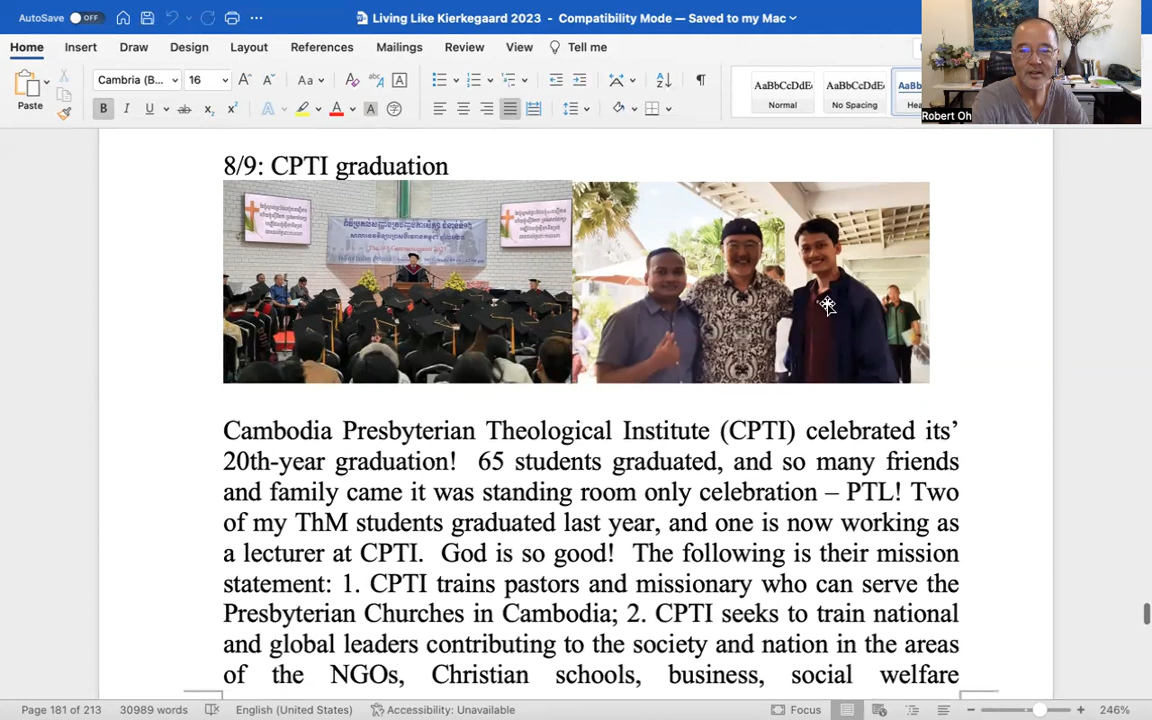 AutoSave OFF
Living Like Kierkegaard 2023 - Compatibility Mode — Saved to my Mac
Home Insert Draw Design Layout References Mailings Review View Tell me
Paste
Cambria (B... 16
AaBbCcDdE
Normal
AaBbCcDdE
No Spacing
AaBb
Hea
Robert Oh
8/9: CPTI graduation
Cambodia Presbyterian Theological Institute (CPTI) celebrated its’
20th-year graduation! 65 students graduated, and so many friends
and family came it was standing room only celebration – PTL! Two
of my ThM students graduated last year, and one is now working as
a lecturer at CPTI. God is so good! The following is their mission
statement: 1. CPTI trains pastors and missionary who can serve the
Presbyterian Churches in Cambodia; 2. CPTI seeks to train national
and global leaders contributing to the society and nation in the areas
of the NGOs, Christian schools, business, social welfare
Page 181 of 213 30989 words English (United States) Accessibility: Unavailable Focus 246%